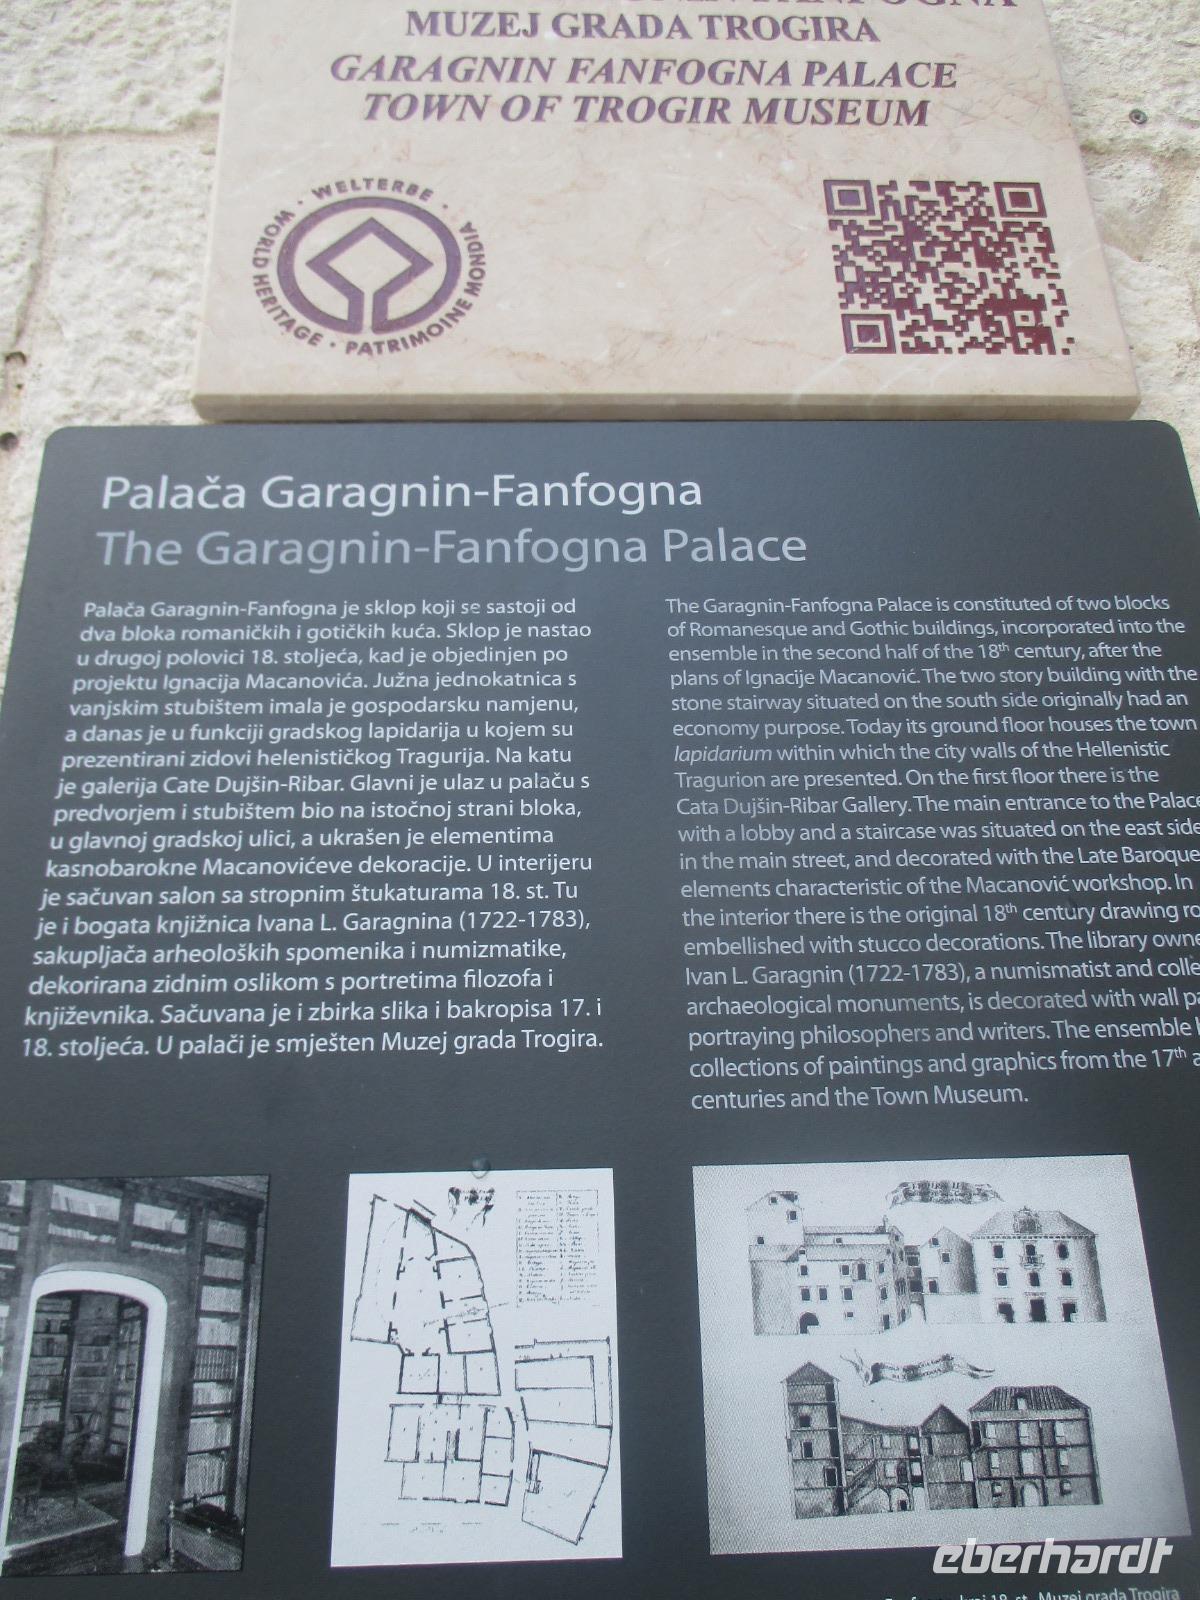 MUZEJ GRADA TROGIRA
GARAGNIN FANFOGNA PALACE
TOWN OF TROGIR MUSEUM
· WELTERBE · WORLD HERITAGE · PATRIMOINE MONDIAL
Palača Garagnin-Fanfogna
The Garagnin-Fanfogna Palace
Palača Garagnin-Fanfogna je sklop koji se sastoji od
dva bloka romaničkih i gotičkih kuća. Sklop je nastao
u drugoj polovici 18. stoljeća, kad je objedinjen po
projektu Ignacija Macanovića. Južna jednokatnica s
vanjskim stubištem imala je gospodarsku namjenu,
a danas je u funkciji gradskog lapidarija u kojem su
prezentirani zidovi helenističkog Tragurija. Na katu
je galerija Cate Dujšin-Ribar. Glavni je ulaz u palaču s
predvorjem i stubištem bio na istočnoj strani bloka,
u glavnoj gradskoj ulici, a ukrašen je elementima
kasnobarokne Macanovićeve dekoracije. U interijeru
je sačuvan salon sa stropnim štukaturama 18. st. Tu
je i bogata knjižnica Ivana L. Garagnina (1722-1783),
sakupljača arheoloških spomenika i numizmatike,
dekorirana zidnim oslikom s portretima filozofa i
književnika. Sačuvana je i zbirka slika i bakropisa 17. i
18. stoljeća. U palači je smješten Muzej grada Trogira.
The Garagnin-Fanfogna Palace is constituted of two blocks
of Romanesque and Gothic buildings, incorporated into the
ensemble in the second half of the 18th century, after the
plans of Ignacije Macanović. The two story building with the
stone stairway situated on the south side originally had an
economy purpose. Today its ground floor houses the town
lapidarium within which the city walls of the Hellenistic
Tragurion are presented. On the first floor there is the
Cata Dujšin-Ribar Gallery. The main entrance to the Palace
with a lobby and a staircase was situated on the east side
in the main street, and decorated with the Late Baroque
elements characteristic of the Macanović workshop. In
the interior there is the original 18th century drawing ro
embellished with stucco decorations. The library owne
Ivan L. Garagnin (1722-1783), a numismatist and colle
archaeological monuments, is decorated with wall pa
portraying philosophers and writers. The ensemble h
collections of paintings and graphics from the 17th a
centuries and the Town Museum.
eberhardt
kraj 18. st., Muzej grada Trogira